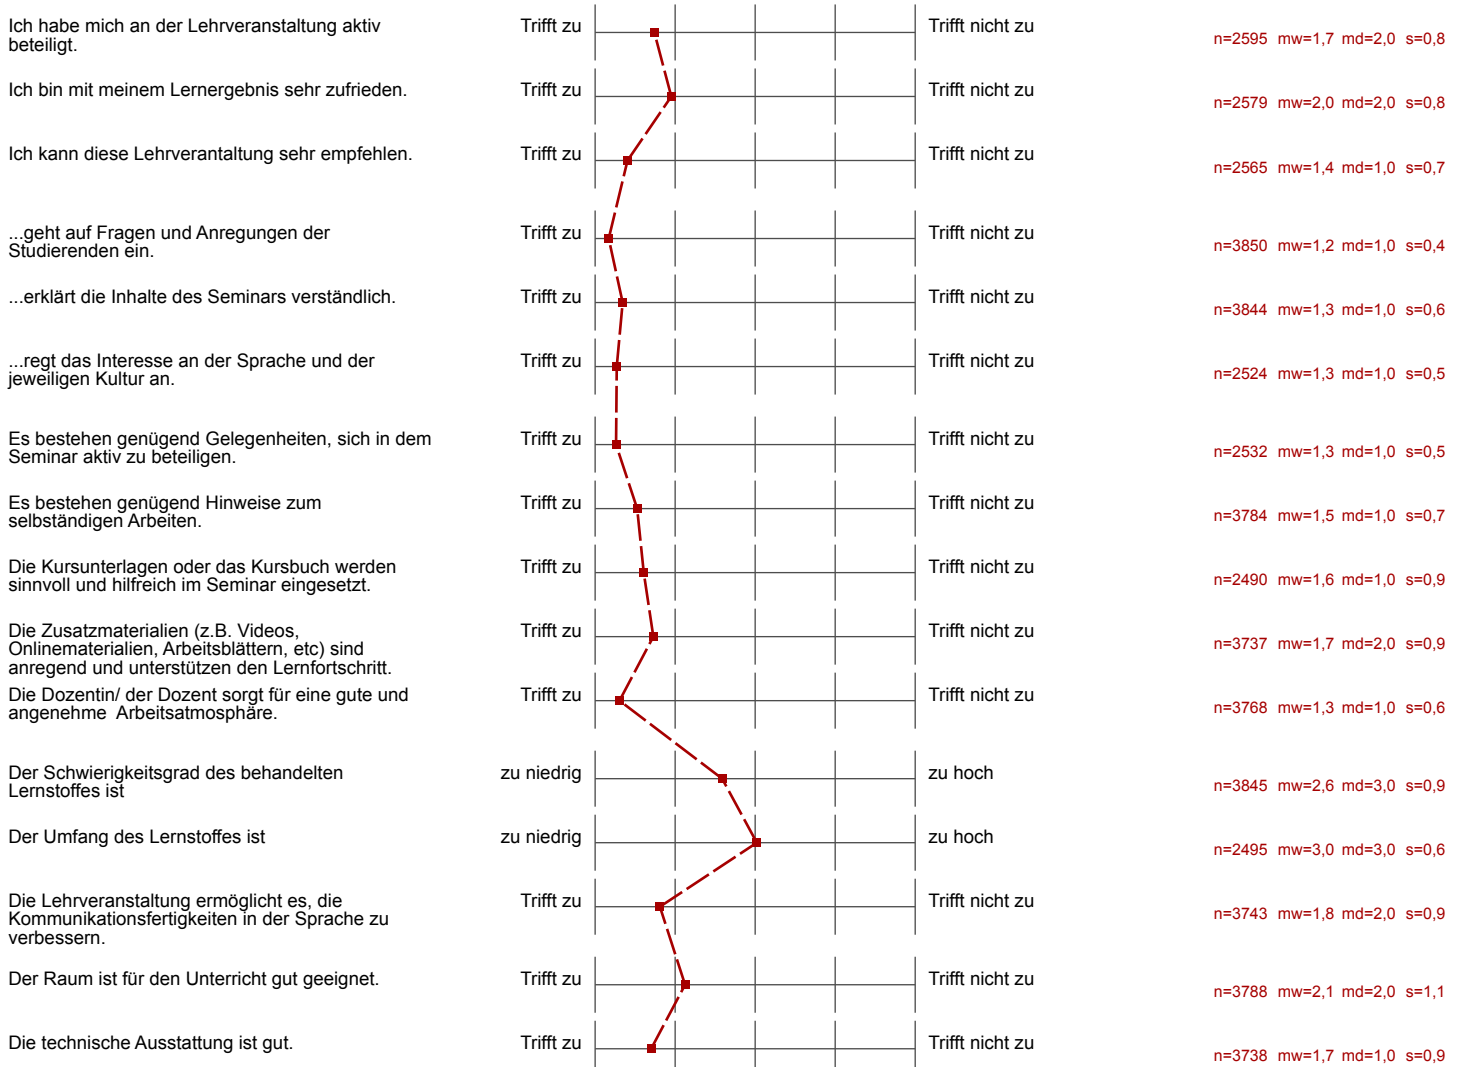 Ich habe mich an der Lehrveranstaltung aktiv
beteiligt.
Trifft zu
Trifft nicht zu
n=2595 mw=1,7 md=2,0 s=0,8
Ich bin mit meinem Lernergebnis sehr zufrieden.
Trifft zu
Trifft nicht zu
n=2579 mw=2,0 md=2,0 s=0,8
Ich kann diese Lehrverantaltung sehr empfehlen.
Trifft zu
Trifft nicht zu
n=2565 mw=1,4 md=1,0 s=0,7
...geht auf Fragen und Anregungen der
Studierenden ein.
Trifft zu
Trifft nicht zu
n=3850 mw=1,2 md=1,0 s=0,4
...erklärt die Inhalte des Seminars verständlich.
Trifft zu
Trifft nicht zu
n=3844 mw=1,3 md=1,0 s=0,6
...regt das Interesse an der Sprache und der
jeweiligen Kultur an.
Trifft zu
Trifft nicht zu
n=2524 mw=1,3 md=1,0 s=0,5
Es bestehen genügend Gelegenheiten, sich in dem
Seminar aktiv zu beteiligen.
Trifft zu
Trifft nicht zu
n=2532 mw=1,3 md=1,0 s=0,5
Es bestehen genügend Hinweise zum
selbständigen Arbeiten.
Trifft zu
Trifft nicht zu
n=3784 mw=1,5 md=1,0 s=0,7
Die Kursunterlagen oder das Kursbuch werden
sinnvoll und hilfreich im Seminar eingesetzt.
Trifft zu
Trifft nicht zu
n=2490 mw=1,6 md=1,0 s=0,9
Die Zusatzmaterialien (z.B. Videos,
Onlinematerialien, Arbeitsblättern, etc) sind
anregend und unterstützen den Lernfortschritt.
Trifft zu
Trifft nicht zu
n=3737 mw=1,7 md=2,0 s=0,9
Die Dozentin/ der Dozent sorgt für eine gute und
angenehme Arbeitsatmosphäre.
Trifft zu
Trifft nicht zu
n=3768 mw=1,3 md=1,0 s=0,6
Der Schwierigkeitsgrad des behandelten
Lernstoffes ist
zu niedrig
zu hoch
n=3845 mw=2,6 md=3,0 s=0,9
Der Umfang des Lernstoffes ist
zu niedrig
zu hoch
n=2495 mw=3,0 md=3,0 s=0,6
Die Lehrveranstaltung ermöglicht es, die
Kommunikationsfertigkeiten in der Sprache zu
verbessern.
Trifft zu
Trifft nicht zu
n=3743 mw=1,8 md=2,0 s=0,9
Der Raum ist für den Unterricht gut geeignet.
Trifft zu
Trifft nicht zu
n=3788 mw=2,1 md=2,0 s=1,1
Die technische Ausstattung ist gut.
Trifft zu
Trifft nicht zu
n=3738 mw=1,7 md=1,0 s=0,9